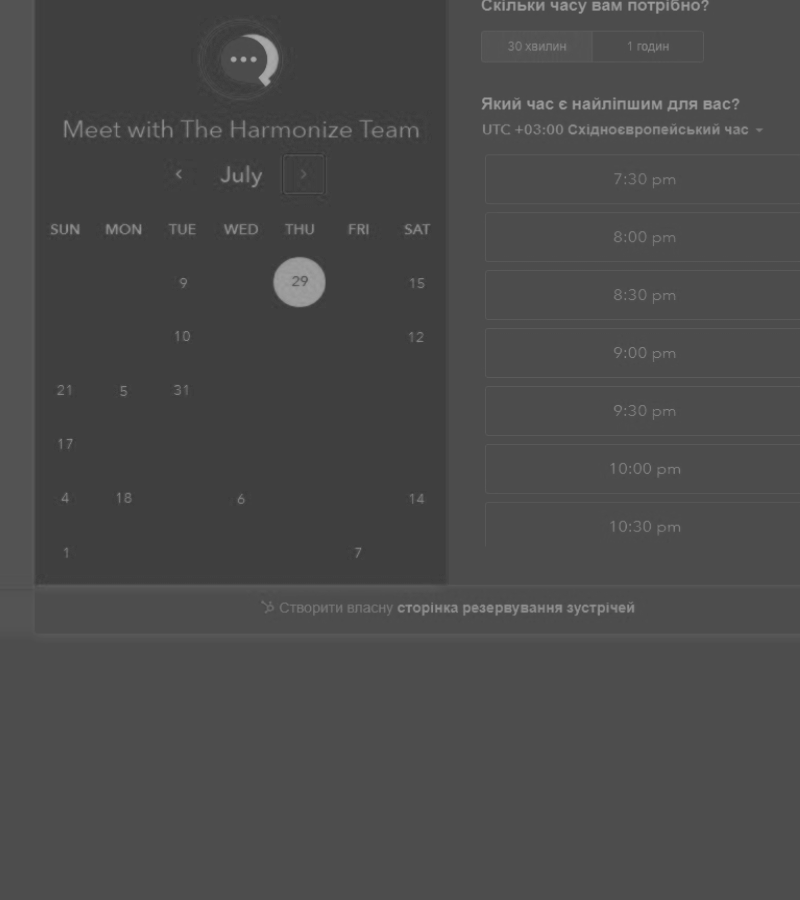 Meet with The Harmonize Team
July
SUN MON TUE WED THU FRI SAT
9 29 15
10 12
21 5 31
17
4 18 6 14
1 7
Скільки часу вам потрібно?
30 хвилин 1 годин
Який час є найліпшим для вас?
UTC +03:00 Східноєвропейський час
7:30 pm
8:00 pm
8:30 pm
9:00 pm
9:30 pm
10:00 pm
10:30 pm
Створити власну сторінка резервування зустрічей